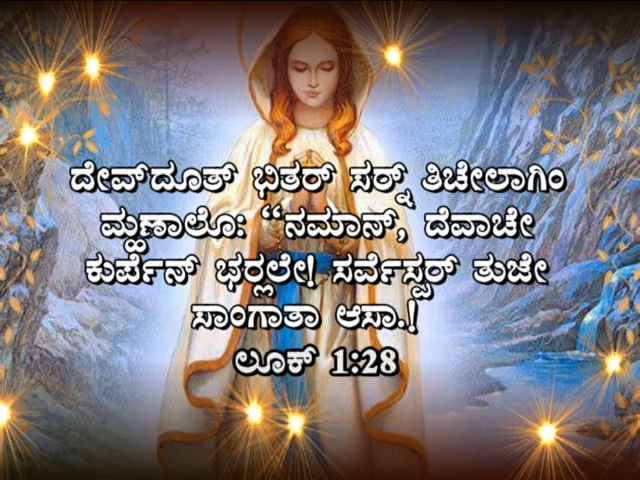 ದೇವ್‍ದೂತ್ ಭಿತರ್ ಸರ‍್ನ್ ತಿಚೇಲಾಗಿಂ
ಮ್ಹಣಾಲೊಃ “ನಮಾನ್, ದೆವಾಚೇ
ಕುರ್ಪೆನ್ ಭರ‍್ಲಲೇ! ಸರ್ವೆಸ್ಪರ್ ತುಜೇ
ಸಾಂಗಾತಾ ಆಸಾ.!
ಲೂಕ್ 1:28